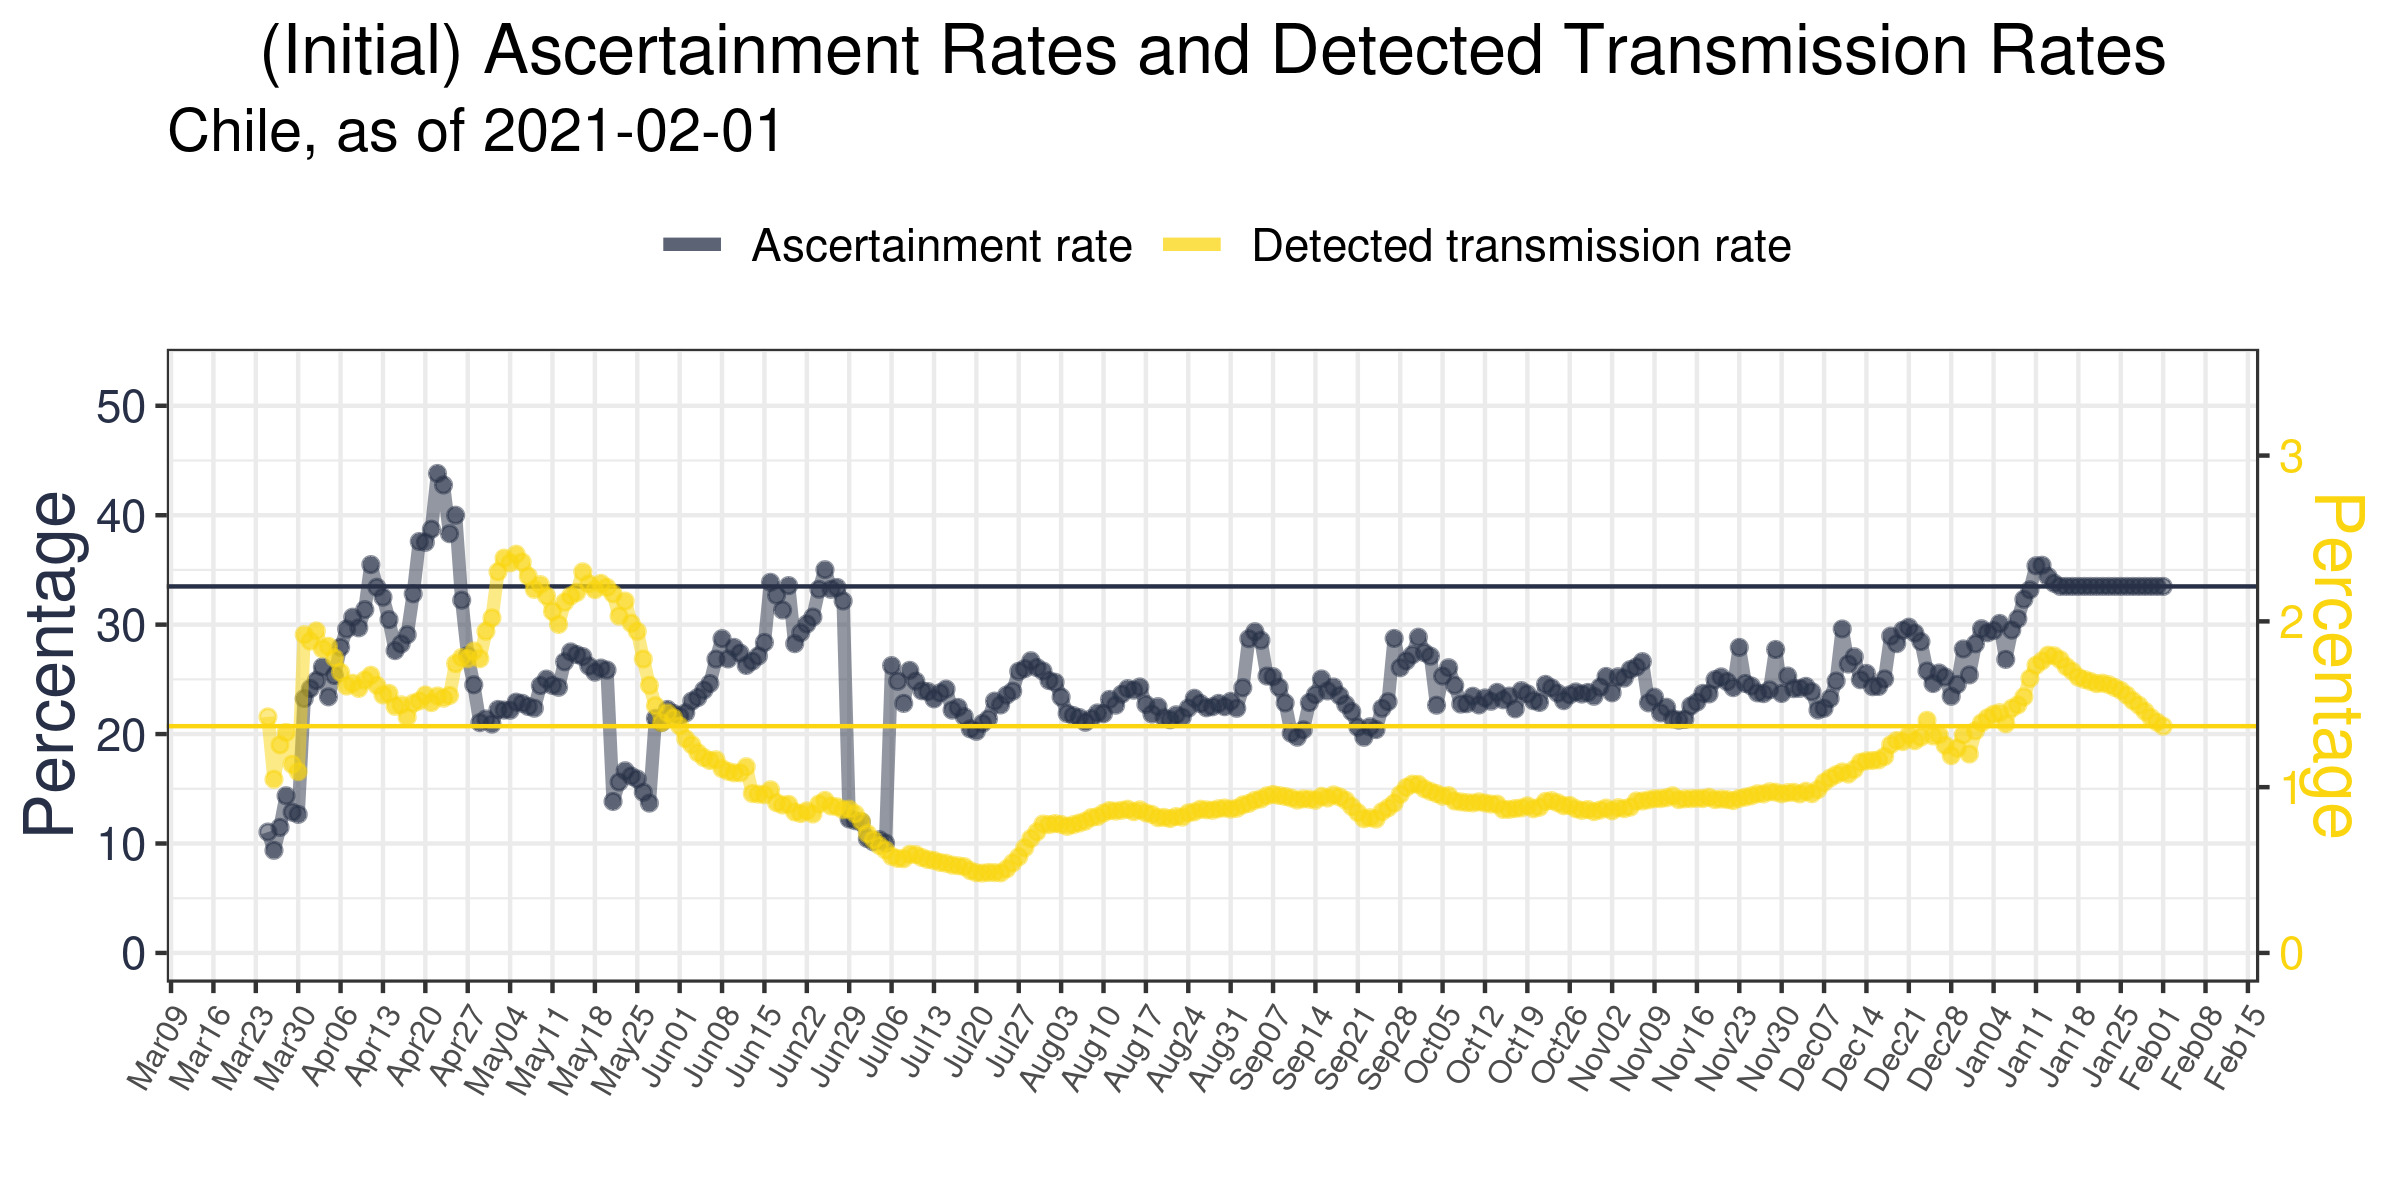 (Initial) Ascertainment Rates and Detected Transmission Rates
Chile, as of 2021-02-01
Ascertainment rate
Detected transmission rate
Percentage
50
40
30
20
10
0
3
2
1
0
Percentage
Mar09
Mar16
Mar23
Mar30
Apr06
Apr13
Apr20
Apr27
May04
May11
May18
May25
Jun01
Jun08
Jun15
Jun22
Jun29
Jul06
Jul13
Jul20
Jul27
Aug03
Aug10
Aug17
Aug24
Aug31
Sep07
Sep14
Sep21
Sep28
Oct05
Oct12
Oct19
Oct26
Nov02
Nov09
Nov16
Nov23
Nov30
Dec07
Dec14
Dec21
Dec28
Jan04
Jan11
Jan18
Jan25
Feb01
Feb08
Feb15